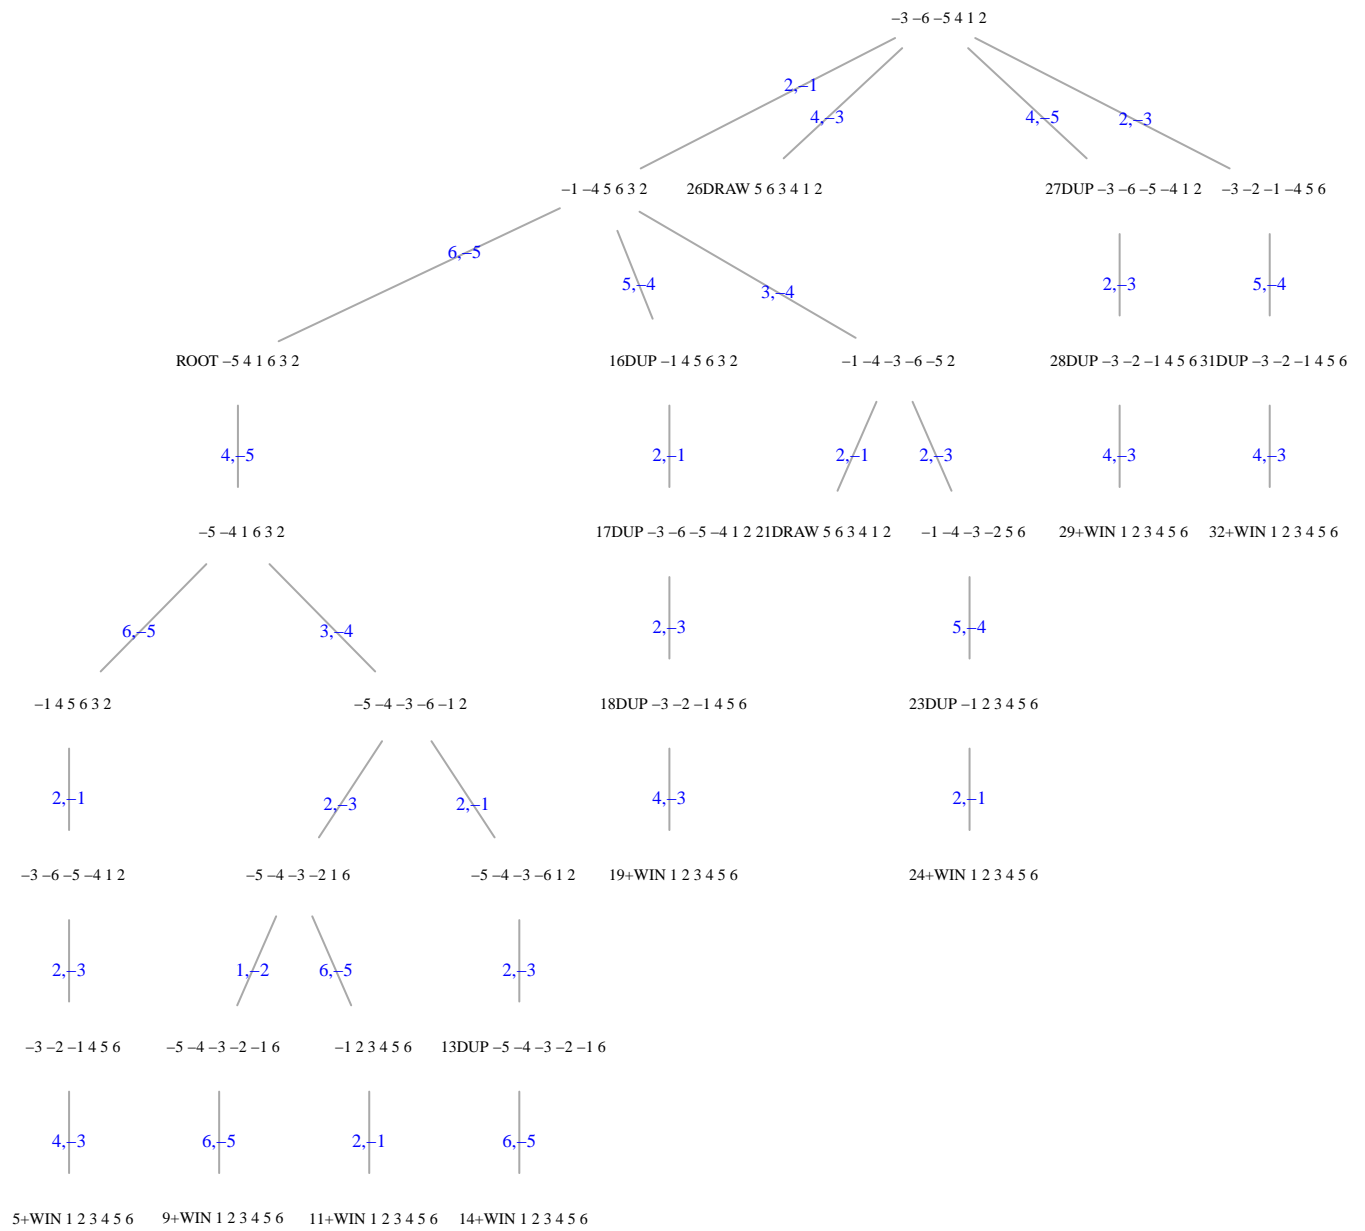 –3 –6 –5 4 1 2
2,–1
4,–3
4,–5
2,–3
–1 –4 5 6 3 2
26DRAW 5 6 3 4 1 2
27DUP –3 –6 –5 –4 1 2
–3 –2 –1 –4 5 6
6,–5
5,–4
3,–4
2,–3
5,–4
ROOT –5 4 1 6 3 2
16DUP –1 4 5 6 3 2
–1 –4 –3 –6 –5 2
28DUP –3 –2 –1 4 5 6
31DUP –3 –2 –1 4 5 6
4,–5
2,–1
2,–1
2,–3
4,–3
4,–3
–5 –4 1 6 3 2
17DUP –3 –6 –5 –4 1 2
21DRAW 5 6 3 4 1 2
–1 –4 –3 –2 5 6
29+WIN 1 2 3 4 5 6
32+WIN 1 2 3 4 5 6
6,–5
3,–4
2,–3
5,–4
–1 4 5 6 3 2
–5 –4 –3 –6 –1 2
18DUP –3 –2 –1 4 5 6
23DUP –1 2 3 4 5 6
2,–1
2,–3
2,–1
4,–3
2,–1
–3 –6 –5 –4 1 2
–5 –4 –3 –2 1 6
–5 –4 –3 –6 1 2
19+WIN 1 2 3 4 5 6
24+WIN 1 2 3 4 5 6
2,–3
1,–2
6,–5
2,–3
–3 –2 –1 4 5 6
–5 –4 –3 –2 –1 6
–1 2 3 4 5 6
13DUP –5 –4 –3 –2 –1 6
4,–3
6,–5
2,–1
6,–5
5+WIN 1 2 3 4 5 6
9+WIN 1 2 3 4 5 6
11+WIN 1 2 3 4 5 6
14+WIN 1 2 3 4 5 6